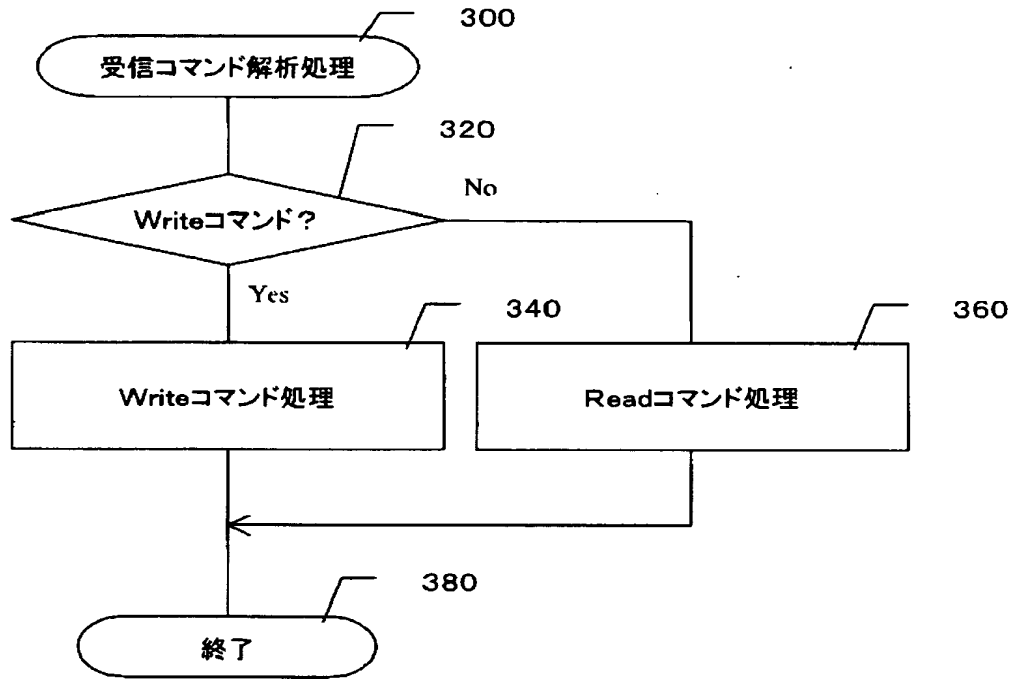 300
受信コマンド解析処理
320
No
Writeコマンド？
Yes
340
360
Writeコマンド処理
Readコマンド処理
380
終了